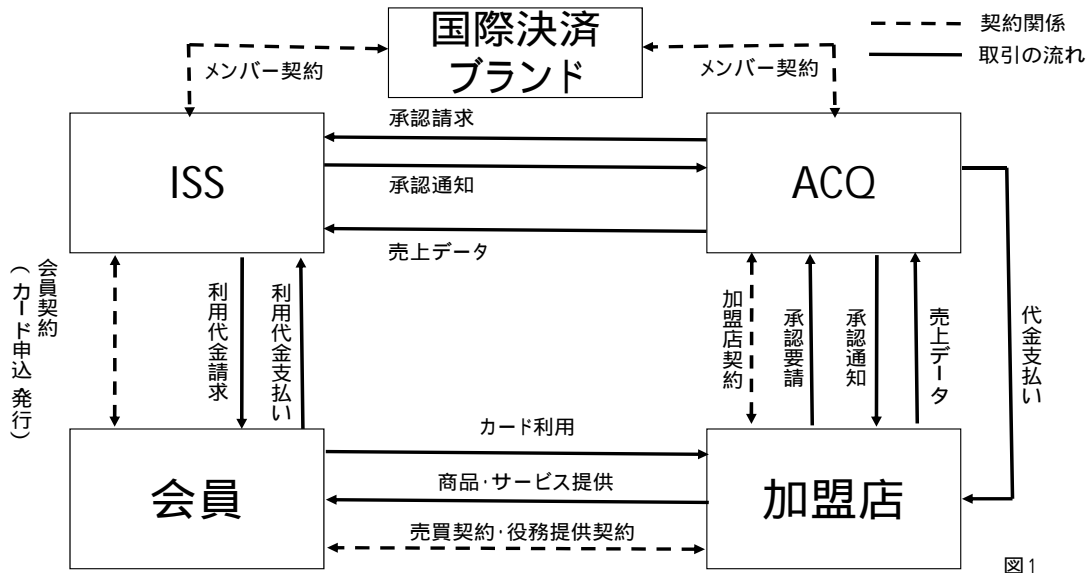 国際決済
ブランド
契約関係
取引の流れ
メンバー契約
メンバー契約
ISS
承認請求
承認通知
売上データ
ACQ
会員契約
(カード申込 発行)
利用代金請求
利用代金支払い
加盟店契約
承認要請
承認通知
売上データ
代金支払い
会員
カード利用
商品・サービス提供
売買契約・役務提供契約
加盟店
図1